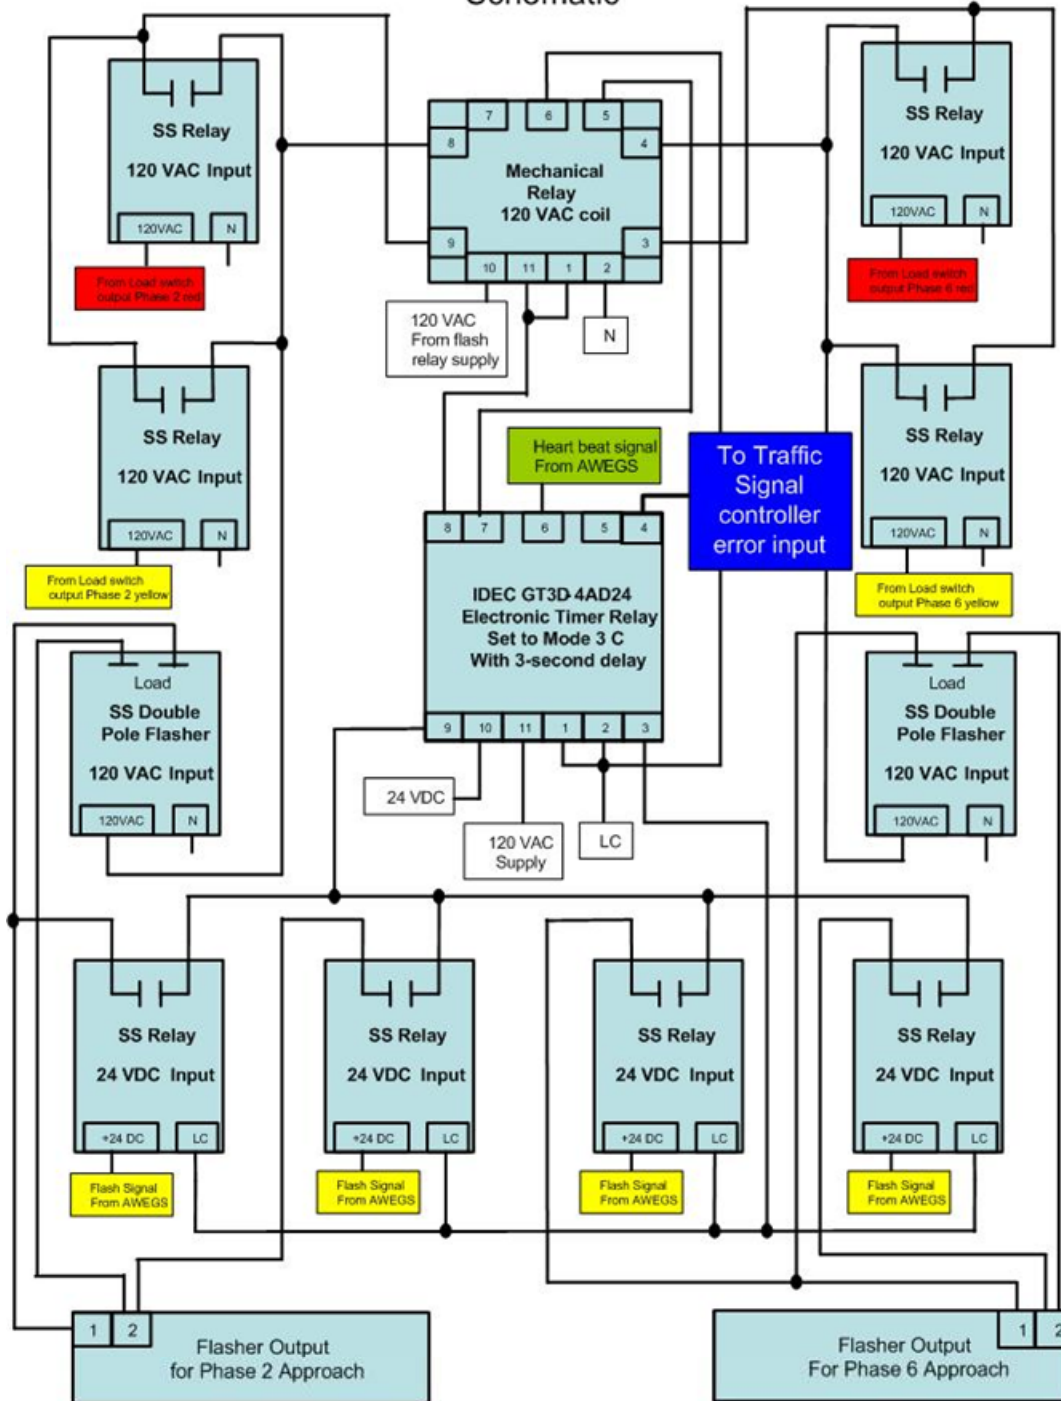 Schematic
SS Relay
120 VAC Input
120VAC
N
From Load switch
output Phase 2 red
7
6
5
8
4
Mechanical
Relay
120 VAC coil
9
3
10
11
1
2
120 VAC
From flash
relay supply
N
SS Relay
120 VAC Input
120VAC
N
From Load switch
output Phase 6 red
SS Relay
120 VAC Input
120VAC
N
From Load switch
output Phase 2 yellow
Heart beat signal
From AWEGS
To Traffic
Signal
controller
error input
SS Relay
120 VAC Input
120VAC
N
From Load switch
output Phase 6 yellow
8
7
6
5
4
IDEC GT3D-4AD24
Electronic Timer Relay
Set to Mode 3 C
With 3-second delay
9
10
11
1
2
3
24 VDC
120 VAC
Supply
LC
Load
SS Double
Pole Flasher
120 VAC Input
120VAC
N
Load
SS Double
Pole Flasher
120 VAC Input
120VAC
N
SS Relay
24 VDC Input
+24 DC
LC
Flash Signal
From AWEGS
SS Relay
24 VDC Input
+24 DC
LC
Flash Signal
From AWEGS
SS Relay
24 VDC Input
+24 DC
LC
Flash Signal
From AWEGS
SS Relay
24 VDC Input
+24 DC
LC
Flash Signal
From AWEGS
1
2
Flasher Output
for Phase 2 Approach
1
2
Flasher Output
For Phase 6 Approach